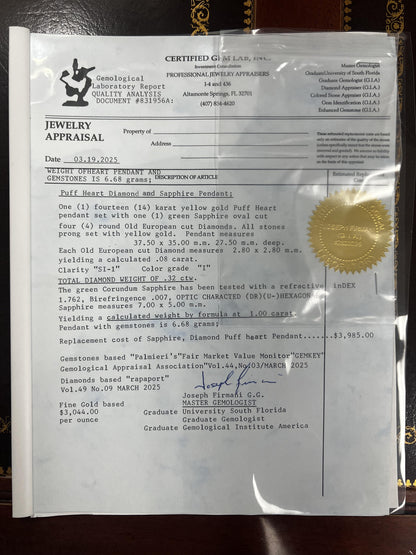 CERTIFIED GEM LAB, INC.
Investment Consultation
PROFESSIONAL JEWELRY APPRAISERS
1-4 and 436
Altamonte Springs, FL 32701
(407) 834-4620
Master Gemologist
Graduate/University of South Florida
Graduate Gemologist (G.I.A.)
Diamond Appraiser (G.I.A.)
Colored Stone Appraiser (G.I.A.)
Gem Identification (G.I.A.)
Enhanced Gemstones (G.I.A.)
Gemological
Laboratory Report
QUALITY ANALYSIS
DOCUMENT #831956A:
JEWELRY
APPRAISAL
Property of
Address
Date 03.19.2025
WEIGHT OFHEART PENDANT AND
GEMSTONES IS 6.68 grams;
DESCRIPTION OF ARTICLE
Estimated
Puff Heart Diamond and Sapphire Pendant;
One (1) fourteen (14) karat yellow gold Puff Heart
pendant set with one (1) green Sapphire oval cut
four (4) round Old European cut Diamonds. All stones
prong set with yellow gold. Pendant measures
37.50 x 35.00 mm. 27.50 mm. deep.
Each Old European cut Diamond measures 2.80 x 2.80 mm.
yielding a calculated .08 carat.
Clarity "SI-1" Color grade "I"
TOTAL DIAMOND WEIGHT OF .32 ctw.
The green Corundum Sapphire has been tested with a refractive inDEX
1.762, Birefringence .007, OPTIC CHARACTED (DR)(U-)HEXAGON
Sapphire measures 7.00 x 5.00 mm.
Yielding a calculated weight by formula at 1.00 carat
Pendant with gemstones is 6.68 grams;
Replacement cost of Sapphire, Diamond Puff heart Pendant.......$3,985.00
Gemstones based "Palmieri's"Fair Market Value Monitor"GEMKEY"
Gemological Appraisal Association"Vol.44,No/03/MARCH 2025
Diamonds based "rapaport"
Vol.49 No.09 MARCH 2025
Joseph Firmani
Joseph Firmani G.G.
MASTER GEMOLOGIST
Fine Gold based
$3,044.00
per ounce
Graduate University South Florida
Graduate Gemologist
Graduate Gemological Institute America